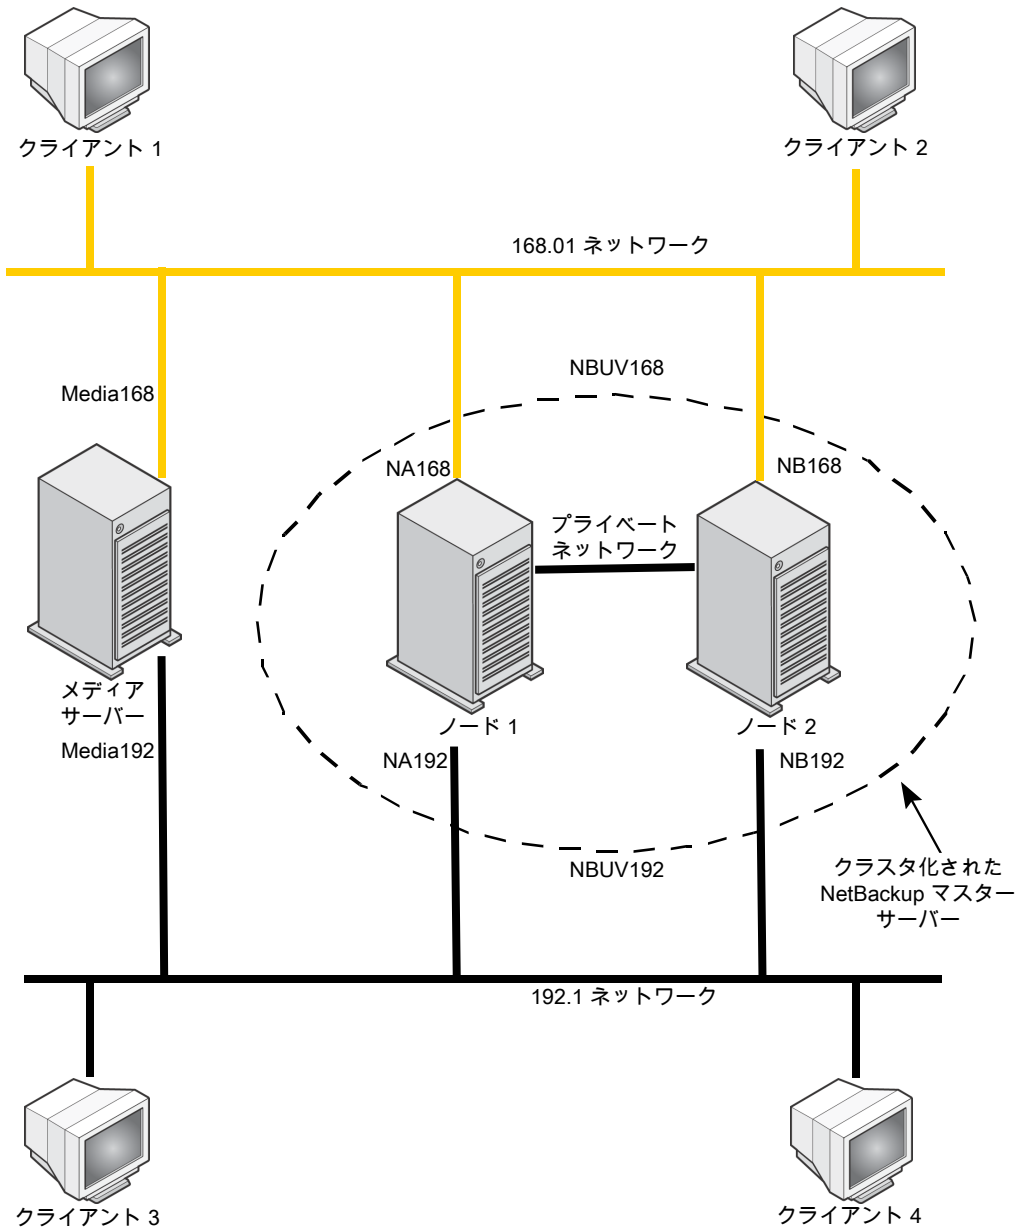 クライアント 1
クライアント 2
168.01 ネットワーク
NBUV168
Media168
NA168
NB168
プライベート
ネットワーク
メディア
サーバー
ノード 1
ノード 2
Media192
NA192
NB192
NBUV192
クラスタ化された
NetBackup マスター
サーバー
192.1 ネットワーク
クライアント 3
クライアント 4